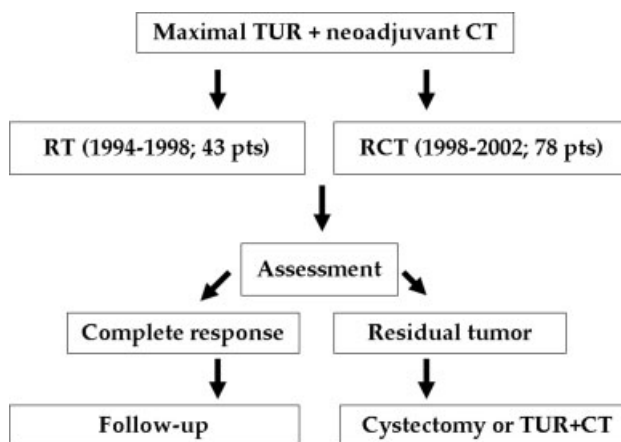 Maximal TUR + neoadjuvant CT
RT (1994-1998; 43 pts)
RCT (1998-2002; 78 pts)
Assessment
Complete response
Residual tumor
Follow-up
Cystectomy or TUR+CT